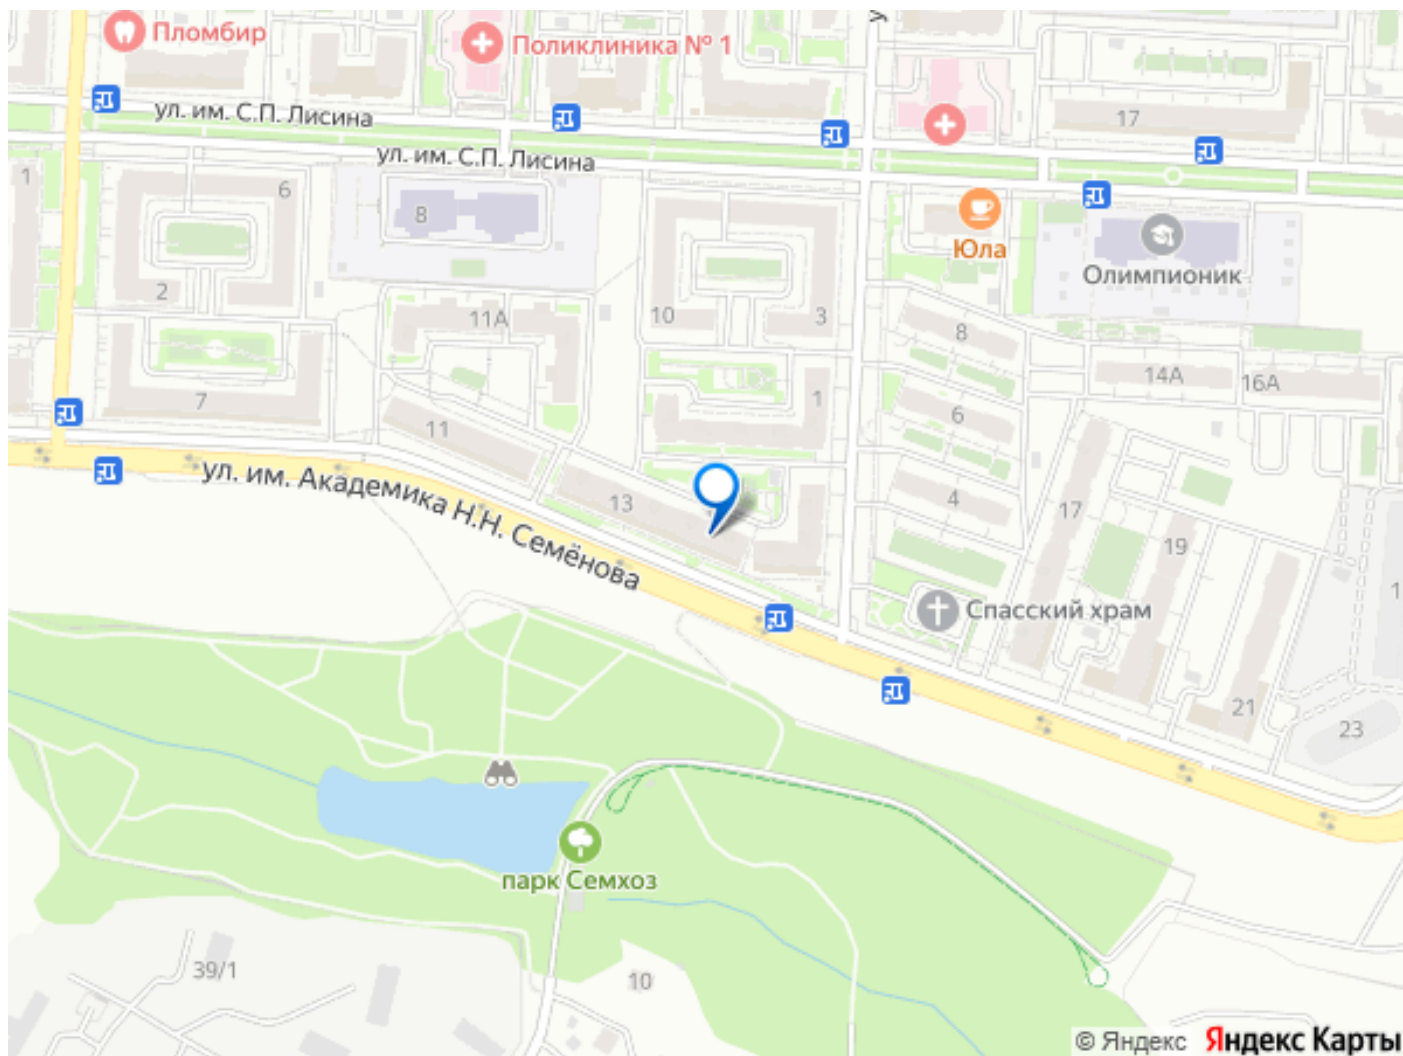 Пломбир
Поликлиника № 1
у
ул. им. С.П. Лисина
17
ул. им. С.П. Лисина
1
6
8
Юла
Олимпионик
2
11А
10
3
8
14А
16А
7
1
6
11
ул. им. Академика Н.Н. Семёнова
13
4
17
19
1
Спасский храм
21
23
парк Семхоз
39/1
10
© Яндекс Яндекс Карты